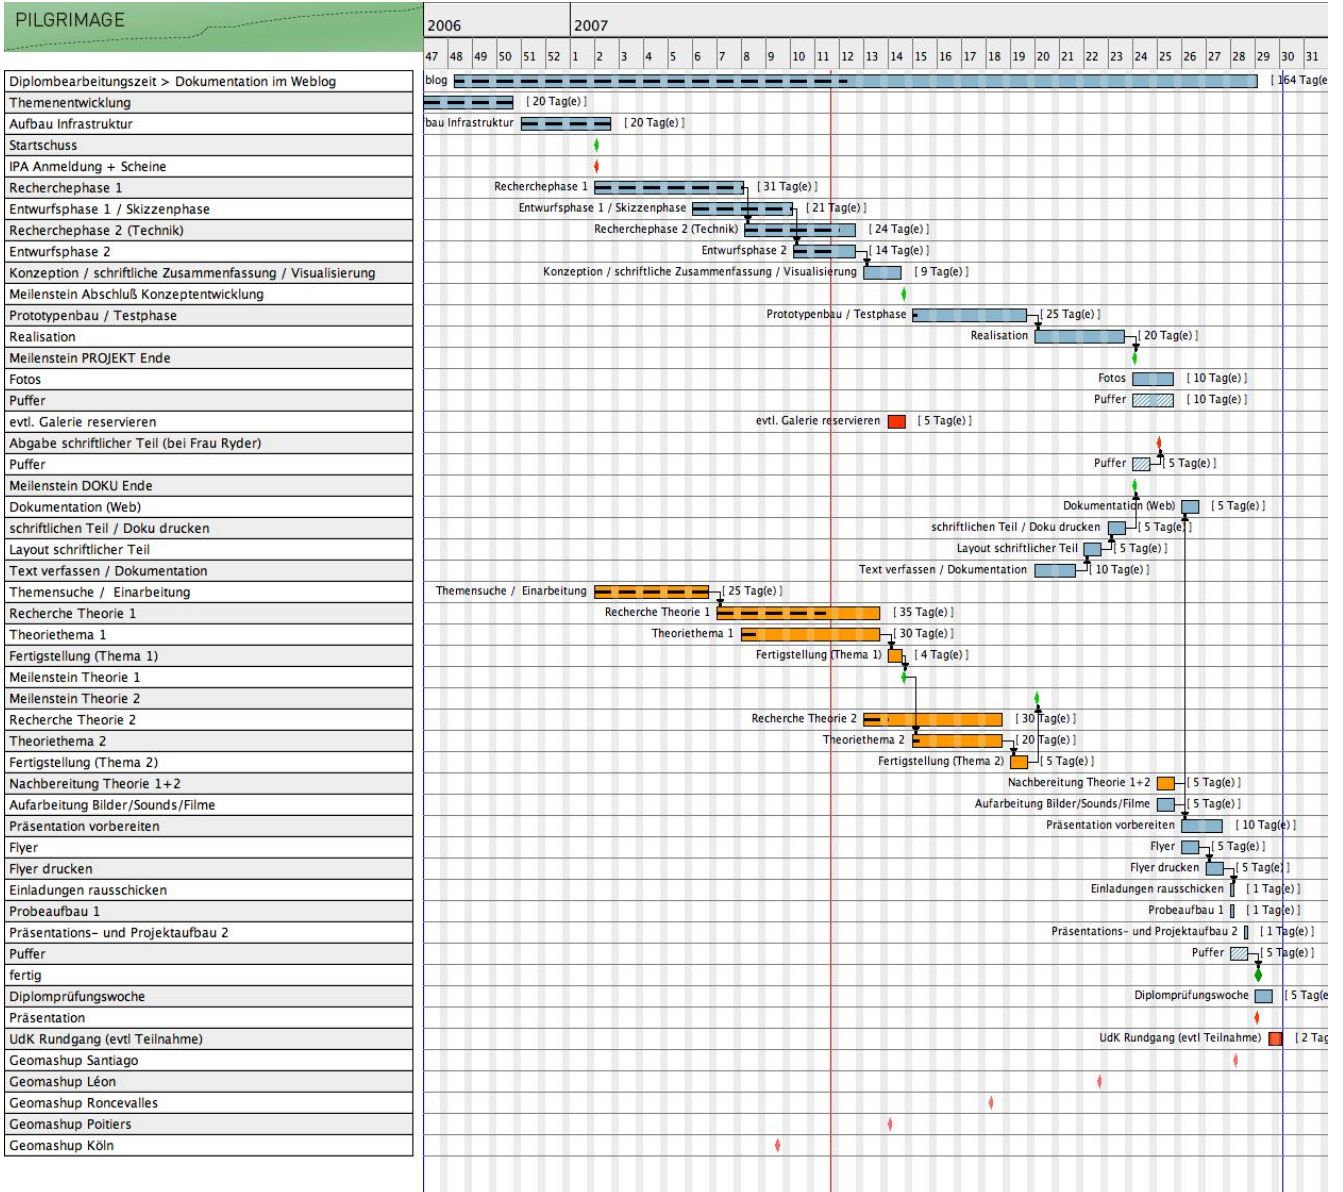 PILGRIMAGE
2006 2007
47 48 49 50 51 52 1 2 3 4 5 6 7 8 9 10 11 12 13 14 15 16 17 18 19 20 21 22 23 24 25 26 27 28 29 30 31
Diplombearbeitungszeit > Dokumentation im Weblog blog [ 164 Tag(e
Themenentwicklung [ 20 Tag(e) ]
Aufbau Infrastruktur bau Infrastruktur [ 20 Tag(e) ]
Startschuss
IPA Anmeldung + Scheine
Recherchephase 1 Recherchephase 1 [ 31 Tag(e) ]
Entwurfsphase 1 / Skizzenphase Entwurfsphase 1 / Skizzenphase [ 21 Tag(e) ]
Recherchephase 2 (Technik) Recherchephase 2 (Technik) [ 24 Tag(e) ]
Entwurfsphase 2 Entwurfsphase 2 [ 14 Tag(e) ]
Konzeption / schriftliche Zusammenfassung / Visualisierung Konzeption / schriftliche Zusammenfassung / Visualisierung [ 9 Tag(e) ]
Meilenstein Abschluß Konzeptentwicklung
Prototypenbau / Testphase Prototypenbau / Testphase [ 25 Tag(e) ]
Realisation Realisation [ 20 Tag(e) ]
Meilenstein PROJEKT Ende
Fotos Fotos [ 10 Tag(e) ]
Puffer Puffer [ 10 Tag(e) ]
evtl. Galerie reservieren evtl. Galerie reservieren [ 5 Tag(e) ]
Abgabe schriftlicher Teil (bei Frau Ryder)
Puffer Puffer [ 5 Tag(e) ]
Meilenstein DOKU Ende
Dokumentation (Web) Dokumentation (Web) [ 5 Tag(e) ]
schriftlichen Teil / Doku drucken schriftlichen Teil / Doku drucken [ 5 Tag(e) ]
Layout schriftlicher Teil Layout schriftlicher Teil [ 5 Tag(e) ]
Text verfassen / Dokumentation Text verfassen / Dokumentation [ 10 Tag(e) ]
Themensuche / Einarbeitung Themensuche / Einarbeitung [ 25 Tag(e) ]
Recherche Theorie 1 Recherche Theorie 1 [ 35 Tag(e) ]
Theoriethema 1 Theoriethema 1 [ 30 Tag(e) ]
Fertigstellung (Thema 1) Fertigstellung (Thema 1) [ 4 Tag(e) ]
Meilenstein Theorie 1
Meilenstein Theorie 2
Recherche Theorie 2 Recherche Theorie 2 [ 30 Tag(e) ]
Theoriethema 2 Theoriethema 2 [ 20 Tag(e) ]
Fertigstellung (Thema 2) Fertigstellung (Thema 2) [ 5 Tag(e) ]
Nachbereitung Theorie 1+2 Nachbereitung Theorie 1+2 [ 5 Tag(e) ]
Aufarbeitung Bilder/Sounds/Filme Aufarbeitung Bilder/Sounds/Filme [ 5 Tag(e) ]
Präsentation vorbereiten Präsentation vorbereiten [ 10 Tag(e) ]
Flyer Flyer [ 5 Tag(e) ]
Flyer drucken Flyer drucken [ 5 Tag(e) ]
Einladungen rausschicken Einladungen rausschicken [ 1 Tag(e) ]
Probeaufbau 1 Probeaufbau 1 [ 1 Tag(e) ]
Präsentations- und Projektaufbau 2 Präsentations- und Projektaufbau 2 [ 1 Tag(e) ]
Puffer Puffer [ 5 Tag(e) ]
fertig
Diplomprüfungswoche Diplomprüfungswoche [ 5 Tag(e
Präsentation
UdK Rundgang (evtl Teilnahme) UdK Rundgang (evtl Teilnahme) [ 2 Tag
Geomashup Santiago
Geomashup Léon
Geomashup Roncevalles
Geomashup Poitiers
Geomashup Köln